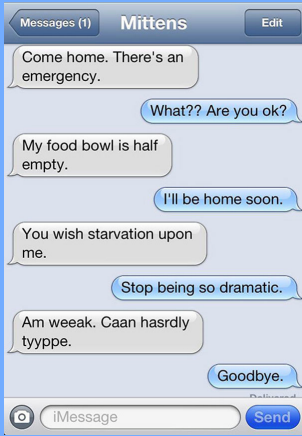 Messages (1)
Mittens
Edit
Come home. There's an
emergency.
What?? Are you ok?
My food bowl is half
empty.
I'll be home soon.
You wish starvation upon
me.
Stop being so dramatic.
Am weeak. Caan hasrdly
tyyppe.
Goodbye.
Delivered
iMessage
Send